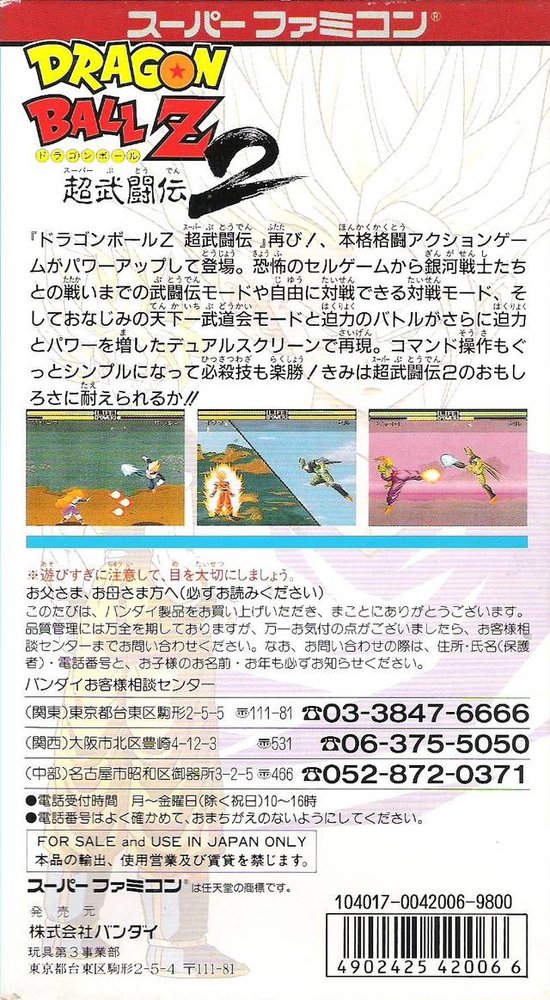 スーパーファミコン®
DRAGON
BALL Z
ドラゴンボール
スーパー ぶ とう でん
超武闘伝2
『ドラゴンボールZ 超武闘伝』再び！、本格格闘アクションゲー
ムがパワーアップして登場。恐怖のセルゲームから銀河戦士たち
との戦いまでの武闘伝モードや自由に対戦できる対戦モード、そ
しておなじみの天下一武道会モードと迫力のバトルがさらに迫力
とパワーを増したデュアルスクリーンで再現。コマンド操作もぐ
っとシンプルになって必殺技も楽勝！きみは超武闘伝2のおもし
ろさに耐えられるか!!
※遊びすぎに注意して、目を大切にしましょう。
お父さま、お母さま方へ(必ずお読みください)
このたびは、バンダイ製品をお買い上げいただき、まことにありがとうございます。
品質管理には万全を期しておりますが、万一お気付の点がございましたら、お客様相
談センターまでお問い合わせください。なお、お問い合わせの際は、住所・氏名(保護
者)・電話番号と、お子様のお名前・お年も必ずお知らせください。
バンダイお客様相談センター
(関東)東京都台東区駒形2-5-5 〒111-81 ☎03-3847-6666
(関西)大阪市北区豊崎4-12-3 〒531 ☎06-375-5050
(中部)名古屋市昭和区御器所3-2-5 〒466 ☎052-872-0371
●電話受付時間 月～金曜日(除く祝日)10～16時
●電話番号はよく確かめて、おまちがえのないようにしてください。
FOR SALE and USE IN JAPAN ONLY
本品の輸出、使用営業及び賃貸を禁じます。
スーパーファミコン®は任天堂の商標です。
発売元
株式会社バンダイ
玩具第3事業部
東京都台東区駒形2-5-4 〒111-81
104017-0042006-9800
4902425420066